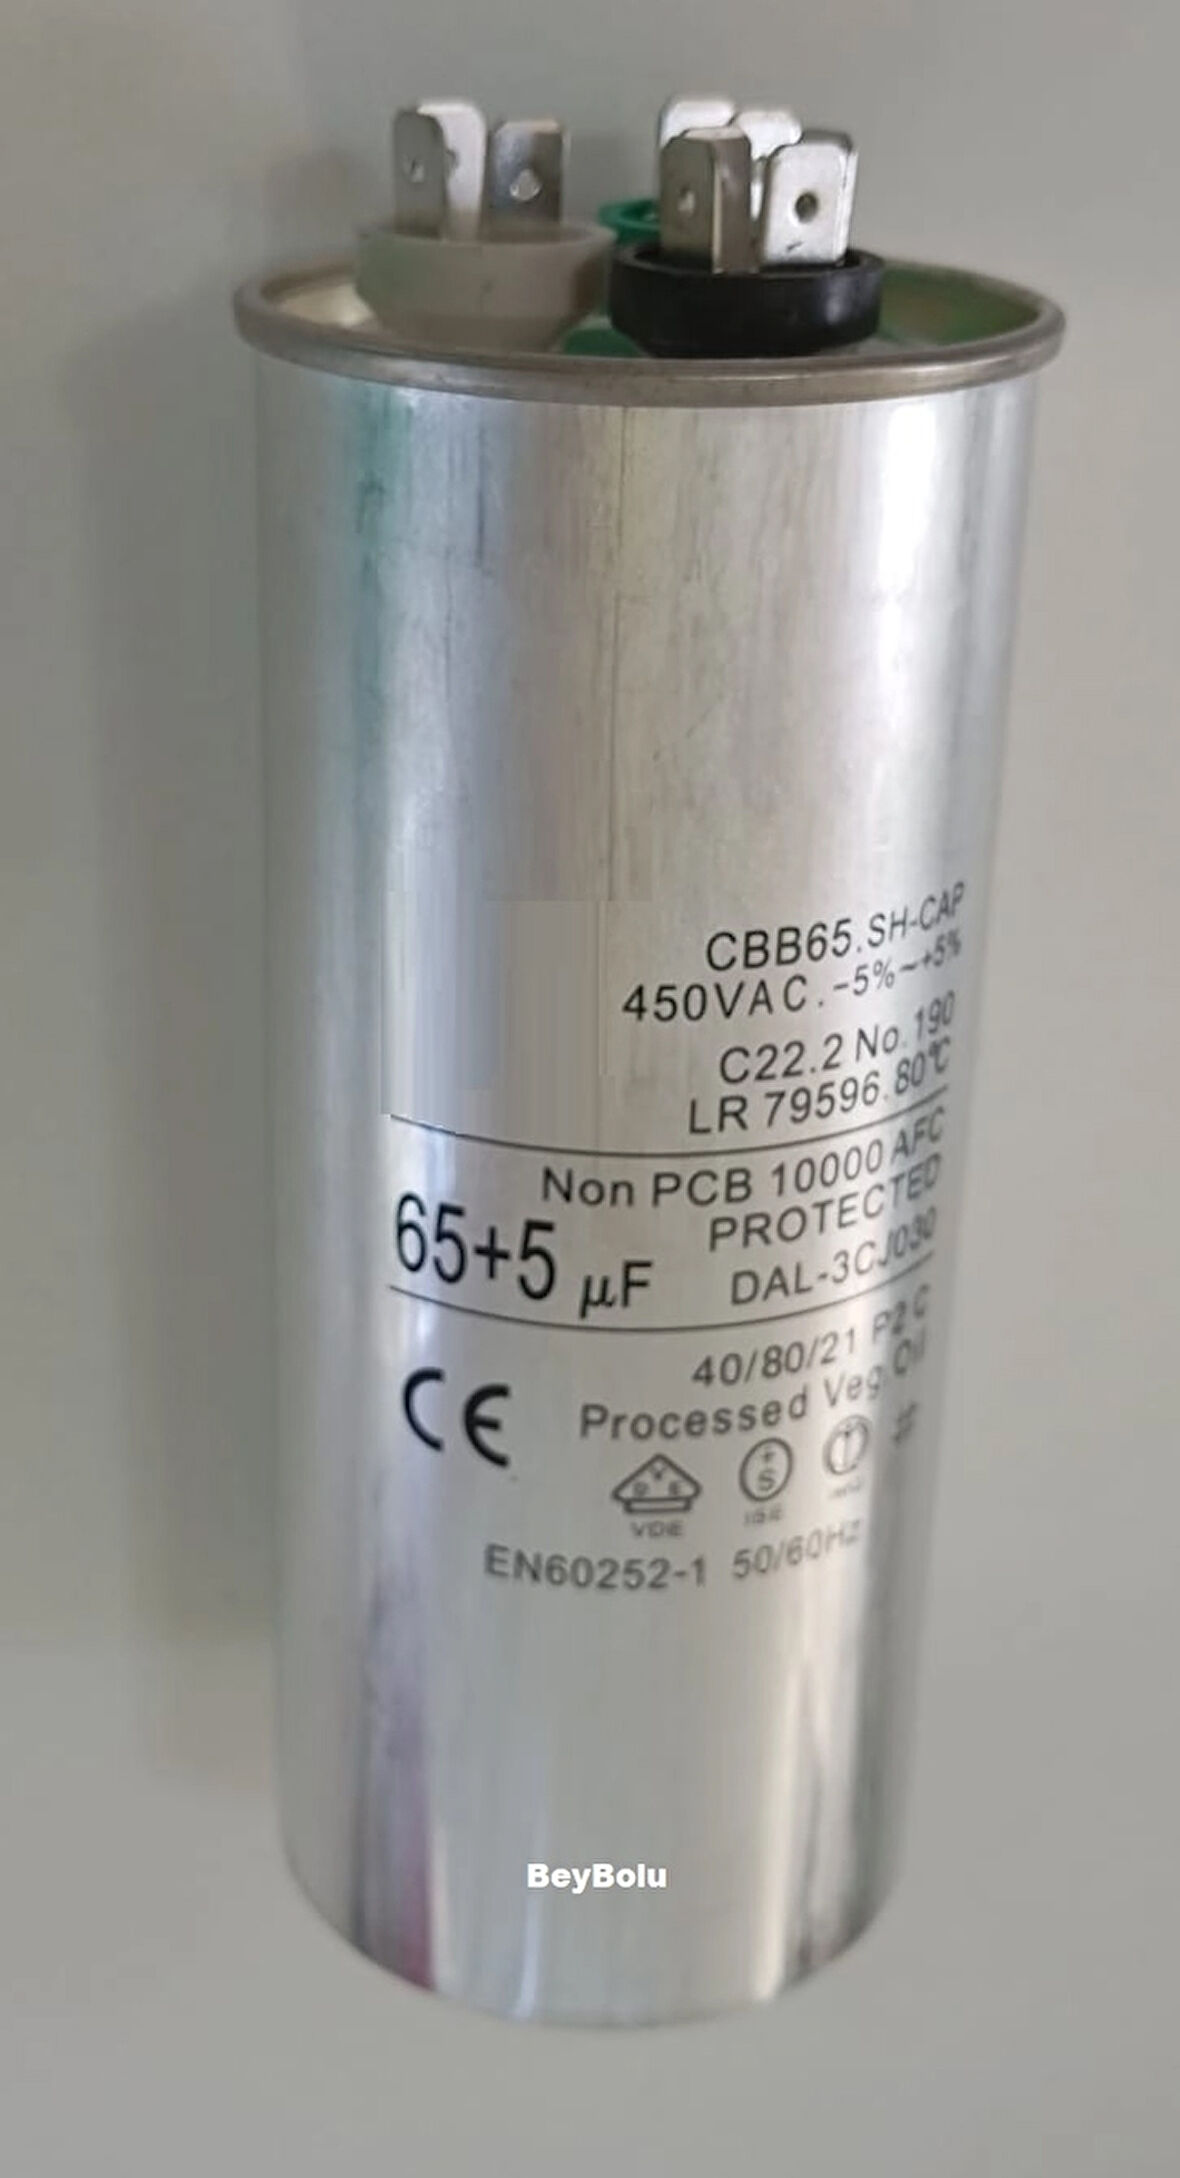 CBB65.SH-CAP
450VAC.-5%~+5%
C22.2 No.190
LR 79596.80℃
Non PCB 10000 AFC
PROTECTED
65+5 µF
DAL-3CJ030
40/80/21 P2 C
Processed Veg Oil
CE
VDE
EN60252-1 50/60Hz
BeyBolu